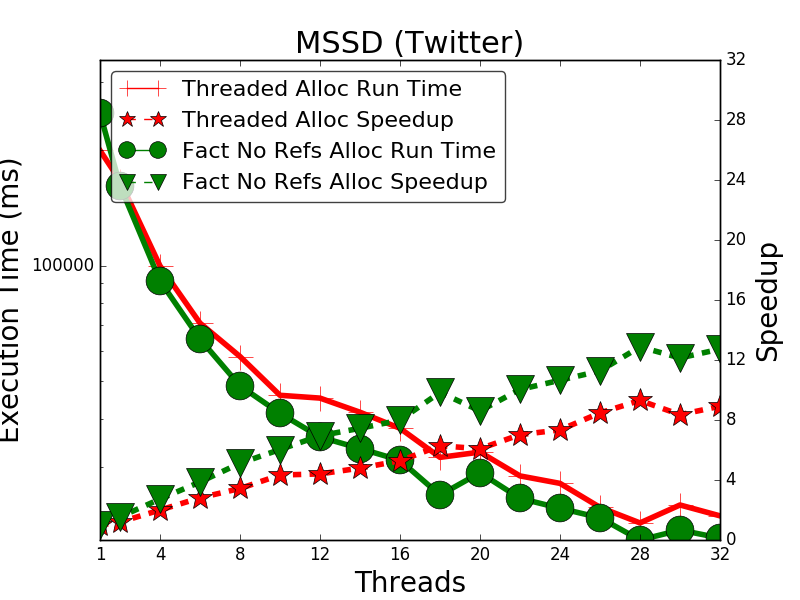 MSSD (Twitter)
Threaded Alloc Run Time
Threaded Alloc Speedup
Fact No Refs Alloc Run Time
Fact No Refs Alloc Speedup
Execution Time (ms)
100000
32
28
24
20
16
12
8
4
0
Speedup
1 4 8 12 16 20 24 28 32
Threads